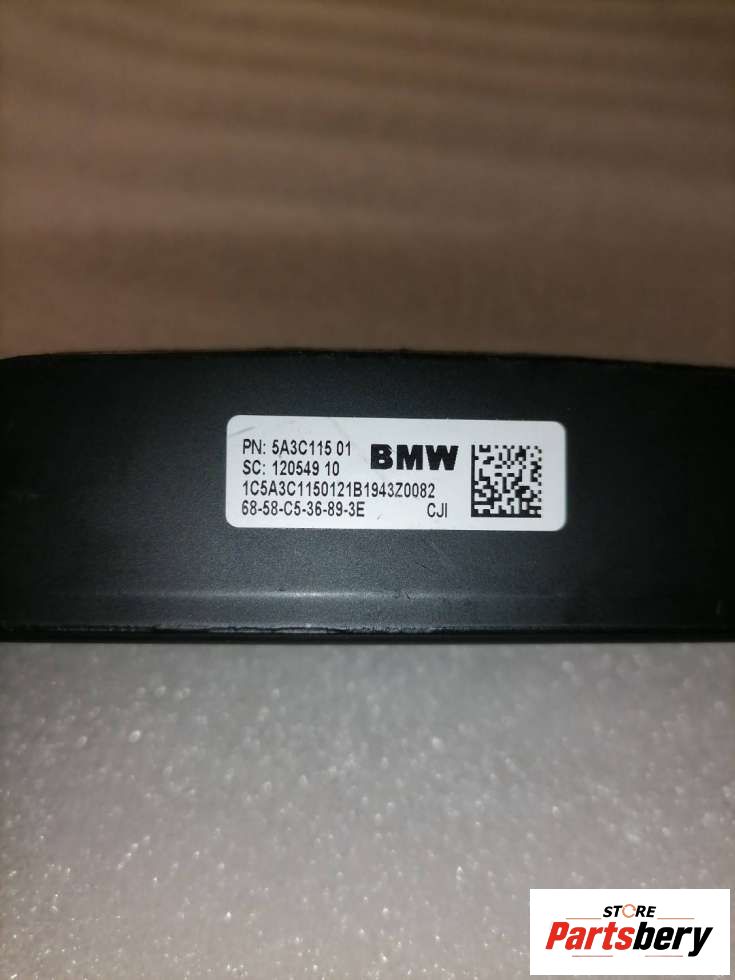 PN: 5A3C115 01
BMW
SC: 120549 10
1C5A3C1150121B1943Z0082
68-58-C5-36-89-3E CJI
STORE
Partsbery